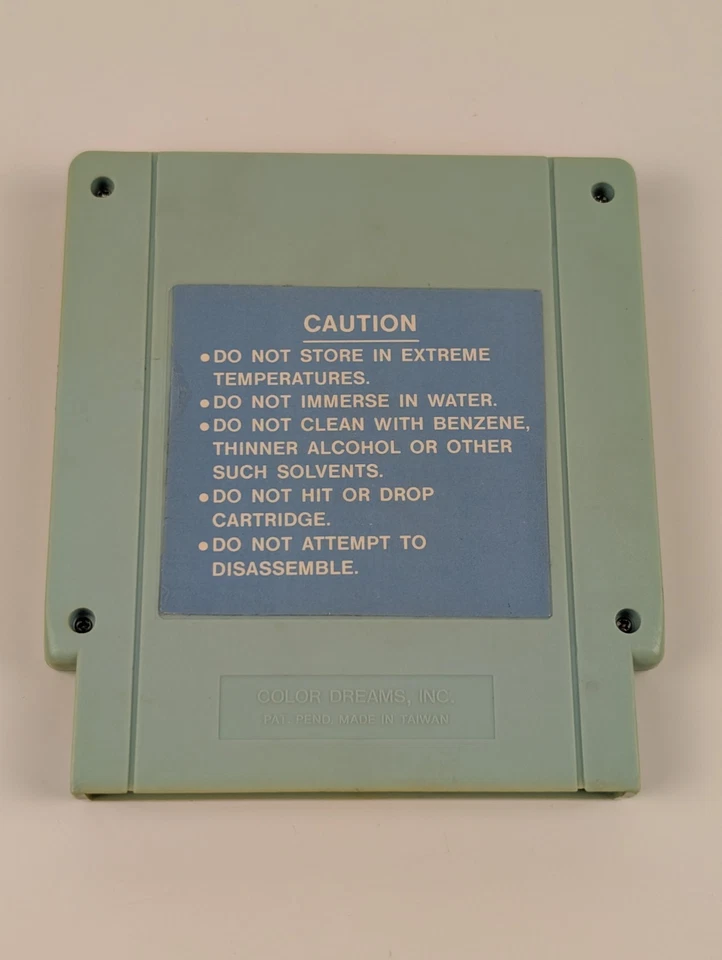 CAUTION
•DO NOT STORE IN EXTREME
TEMPERATURES.
•DO NOT IMMERSE IN WATER.
•DO NOT CLEAN WITH BENZENE,
THINNER ALCOHOL OR OTHER
SUCH SOLVENTS.
•DO NOT HIT OR DROP
CARTRIDGE.
•DO NOT ATTEMPT TO
DISASSEMBLE.
COLOR DREAMS, INC.
PAT. PEND. MADE IN TAIWAN